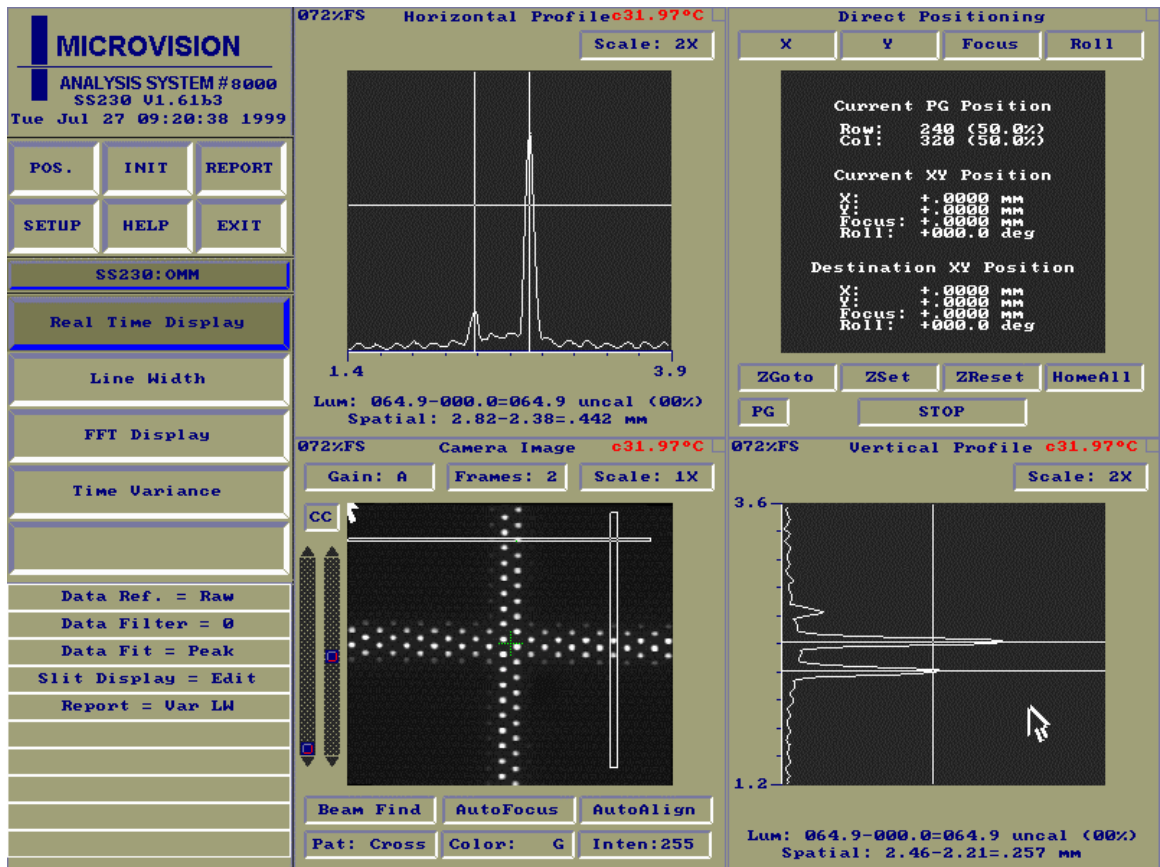 MICROVISION
ANALYSIS SYSTEM #8000
SS230 V1.61b3
Tue Jul 27 09:20:38 1999
POS. INIT REPORT
SETUP HELP EXIT
SS230:OMM
Real Time Display
Line Width
FFT Display
Time Variance
Data Ref. = Raw
Data Filter = 0
Data Fit = Peak
Slit Display = Edit
Report = Var LW
072%FS Horizontal Profile c31.97°C
Scale: 2X
1.4 3.9
Lum: 064.9-000.0=064.9 uncal (00%)
Spatial: 2.82-2.38=.442 mm
Direct Positioning
X Y Focus Roll
Current PG Position
Row: 240 (50.0%)
Col: 320 (50.0%)
Current XY Position
X: +.0000 mm
Y: +.0000 mm
Focus: +.0000 mm
Roll: +000.0 deg
Destination XY Position
X: +.0000 mm
Y: +.0000 mm
Focus: +.0000 mm
Roll: +000.0 deg
ZGoto ZSet ZReset HomeAll
PG STOP
072%FS Camera Image c31.97°C
Gain: A Frames: 2 Scale: 1X
CC
Beam Find AutoFocus AutoAlign
Pat: Cross Color: G Inten:255
072%FS Vertical Profile c31.97°C
Scale: 2X
3.6
1.2
Lum: 064.9-000.0=064.9 uncal (00%)
Spatial: 2.46-2.21=.257 mm